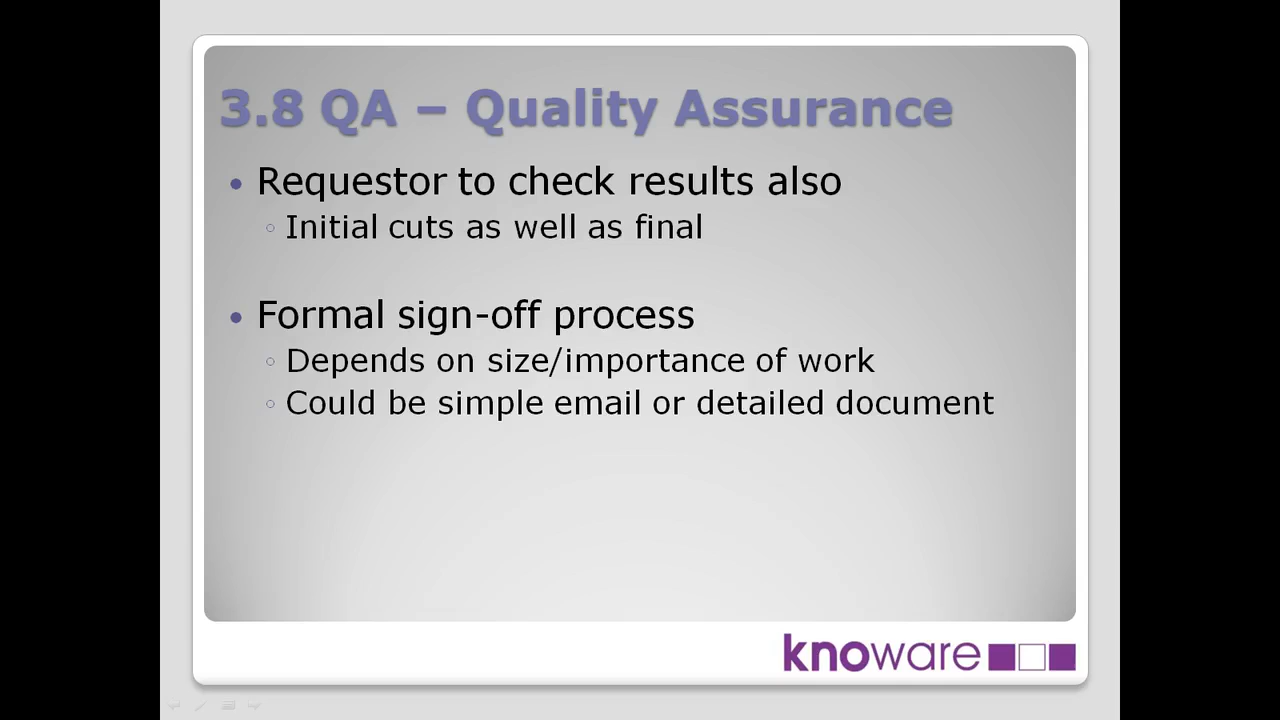 3.8 QA – Quality Assurance
• Requestor to check results also
◦ Initial cuts as well as final
• Formal sign-off process
◦ Depends on size/importance of work
◦ Could be simple email or detailed document
knoware